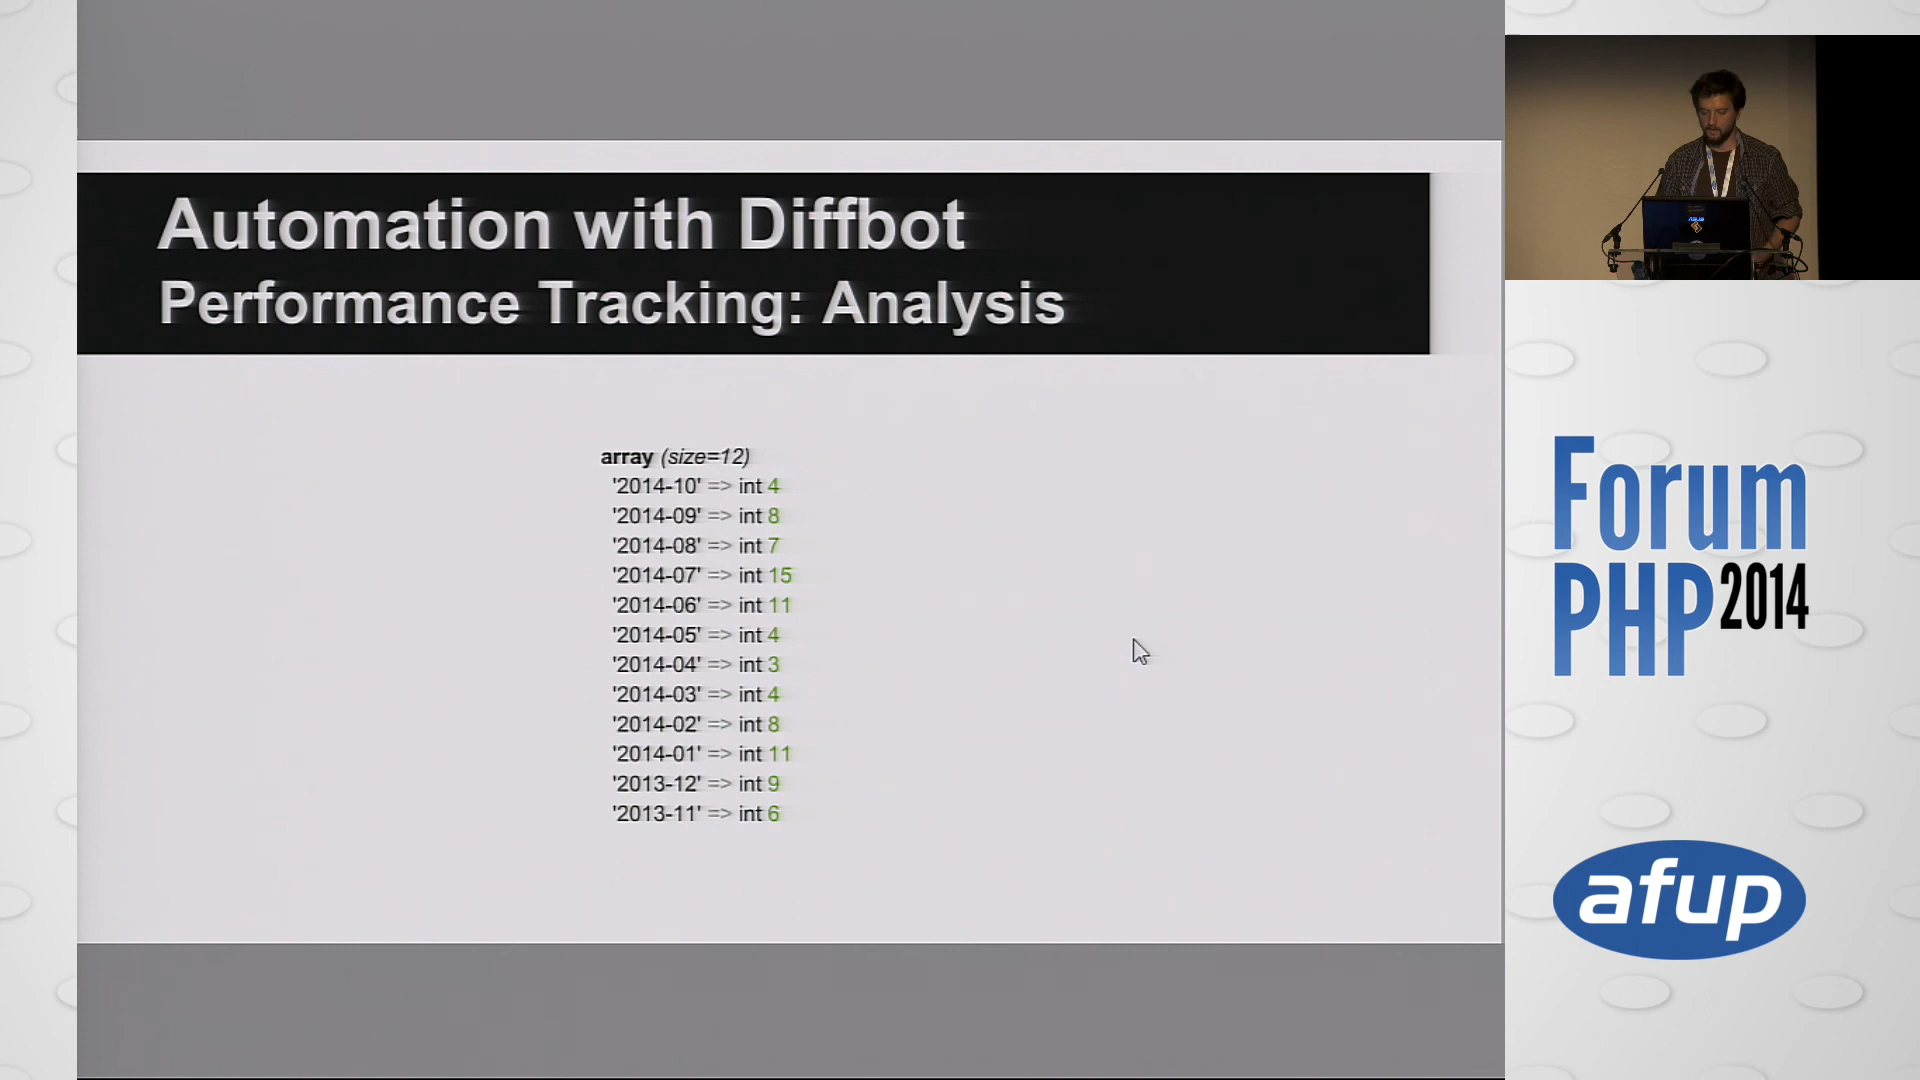 Automation with Diffbot
Performance Tracking: Analysis
array (size=12)
'2014-10' => int 4
'2014-09' => int 8
'2014-08' => int 7
'2014-07' => int 15
'2014-06' => int 11
'2014-05' => int 4
'2014-04' => int 3
'2014-03' => int 4
'2014-02' => int 8
'2014-01' => int 11
'2013-12' => int 9
'2013-11' => int 6
ASUS
Forum
PHP 2014
afup